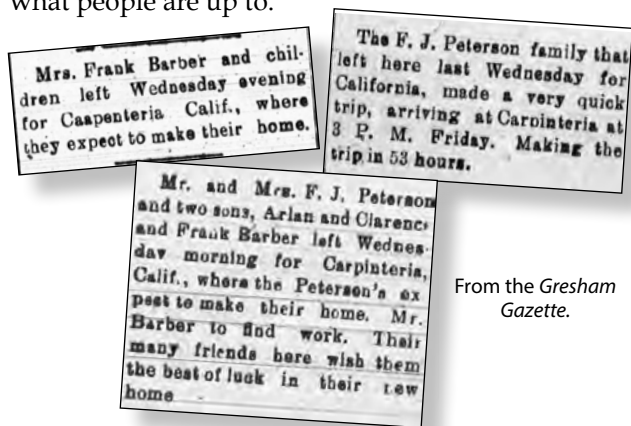 what people are up to.
Mrs. Frank Barber and chil-
dren left Wednesday evening
for Caapenteria Calif., where
they expect to make their home.
The F. J. Peterson family that
left here last Wednesday for
California, made a very quick
trip, arriving at Carpinteria at
3 P. M. Friday. Making the
trip in 53 hours.
Mr. and Mrs. F. J. Peterson
and two sons, Arlan and Clarence
and Frank Barber left Wednes-
day morning for Carpinteria,
Calif., where the Peterson's ex
pest to make their home. Mr.
Barber to find work. Their
many friends here wish them
the best of luck in their new
home
From the Gresham
Gazette.